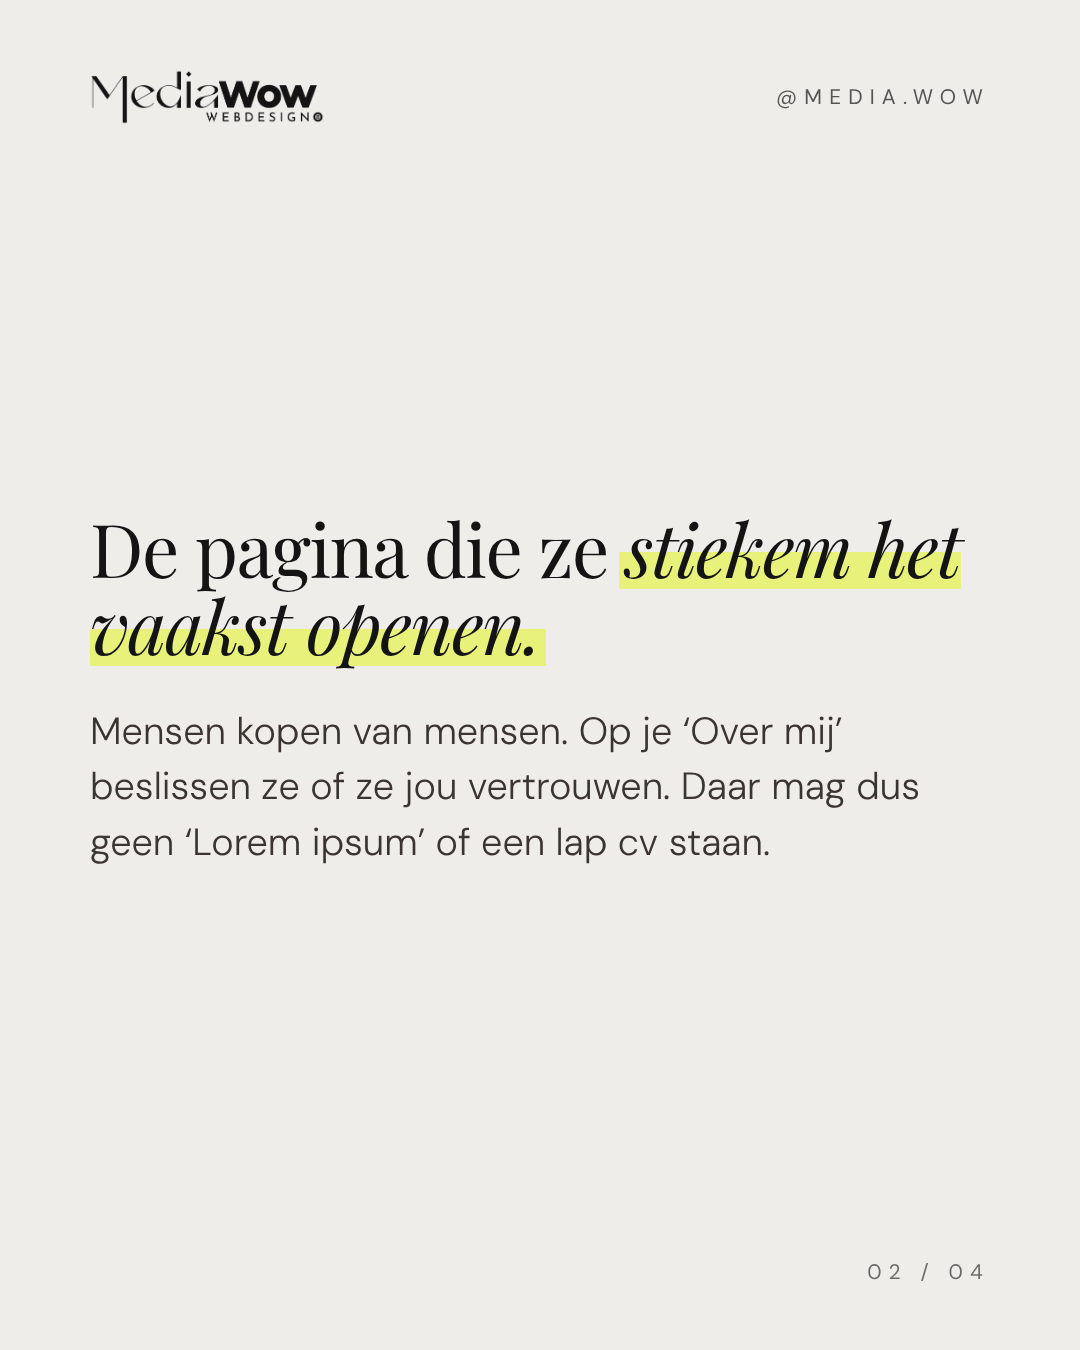 MediaWow
WEBDESIGN
@MEDIA.WOW
De pagina die ze stiekem het
vaakst openen.
Mensen kopen van mensen. Op je ‘Over mij’
beslissen ze of ze jou vertrouwen. Daar mag dus
geen ‘Lorem ipsum’ of een lap cv staan.
02 / 04